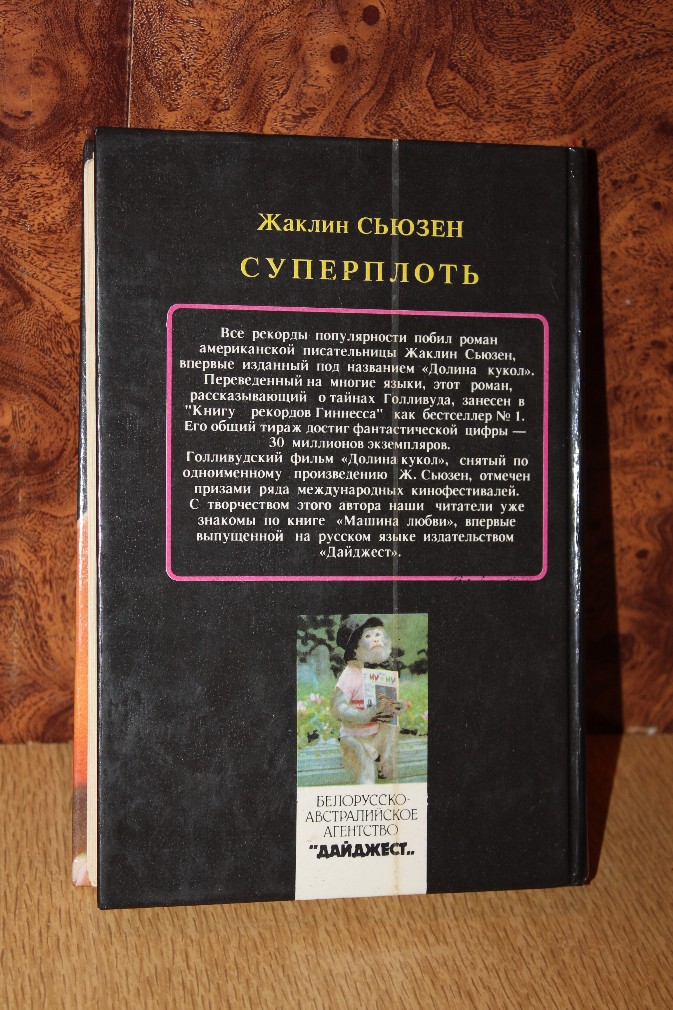 Жаклин СЬЮЗЕН
СУПЕРПЛОТЬ
Все рекорды популярности побил роман
американской писательницы Жаклин Сьюзен,
впервые изданный под названием «Долина кукол».
Переведенный на многие языки, этот роман,
рассказывающий о тайнах Голливуда, занесен в
"Книгу рекордов Гиннесса" как бестселлер № 1.
Его общий тираж достиг фантастической цифры —
30 миллионов экземпляров.
Голливудский фильм «Долина кукол», снятый по
одноименному произведению Ж. Сьюзен, отмечен
призами ряда международных кинофестивалей.
С творчеством этого автора наши читатели уже
знакомы по книге «Машина любви», впервые
выпущенной на русском языке издательством
«Дайджест».
БЕЛОРУССКО-
АВСТРАЛИЙСКОЕ
АГЕНТСТВО
"ДАЙДЖЕСТ"